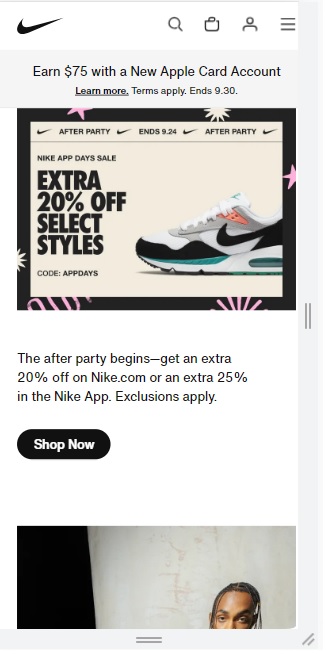 Earn $75 with a New Apple Card Account
Learn more. Terms apply. Ends 9.30.
AFTER PARTY ENDS 9.24 AFTER PARTY
NIKE APP DAYS SALE
EXTRA
20% OFF
SELECT
STYLES
CODE: APPDAYS
The after party begins—get an extra
20% off on Nike.com or an extra 25%
in the Nike App. Exclusions apply.
Shop Now